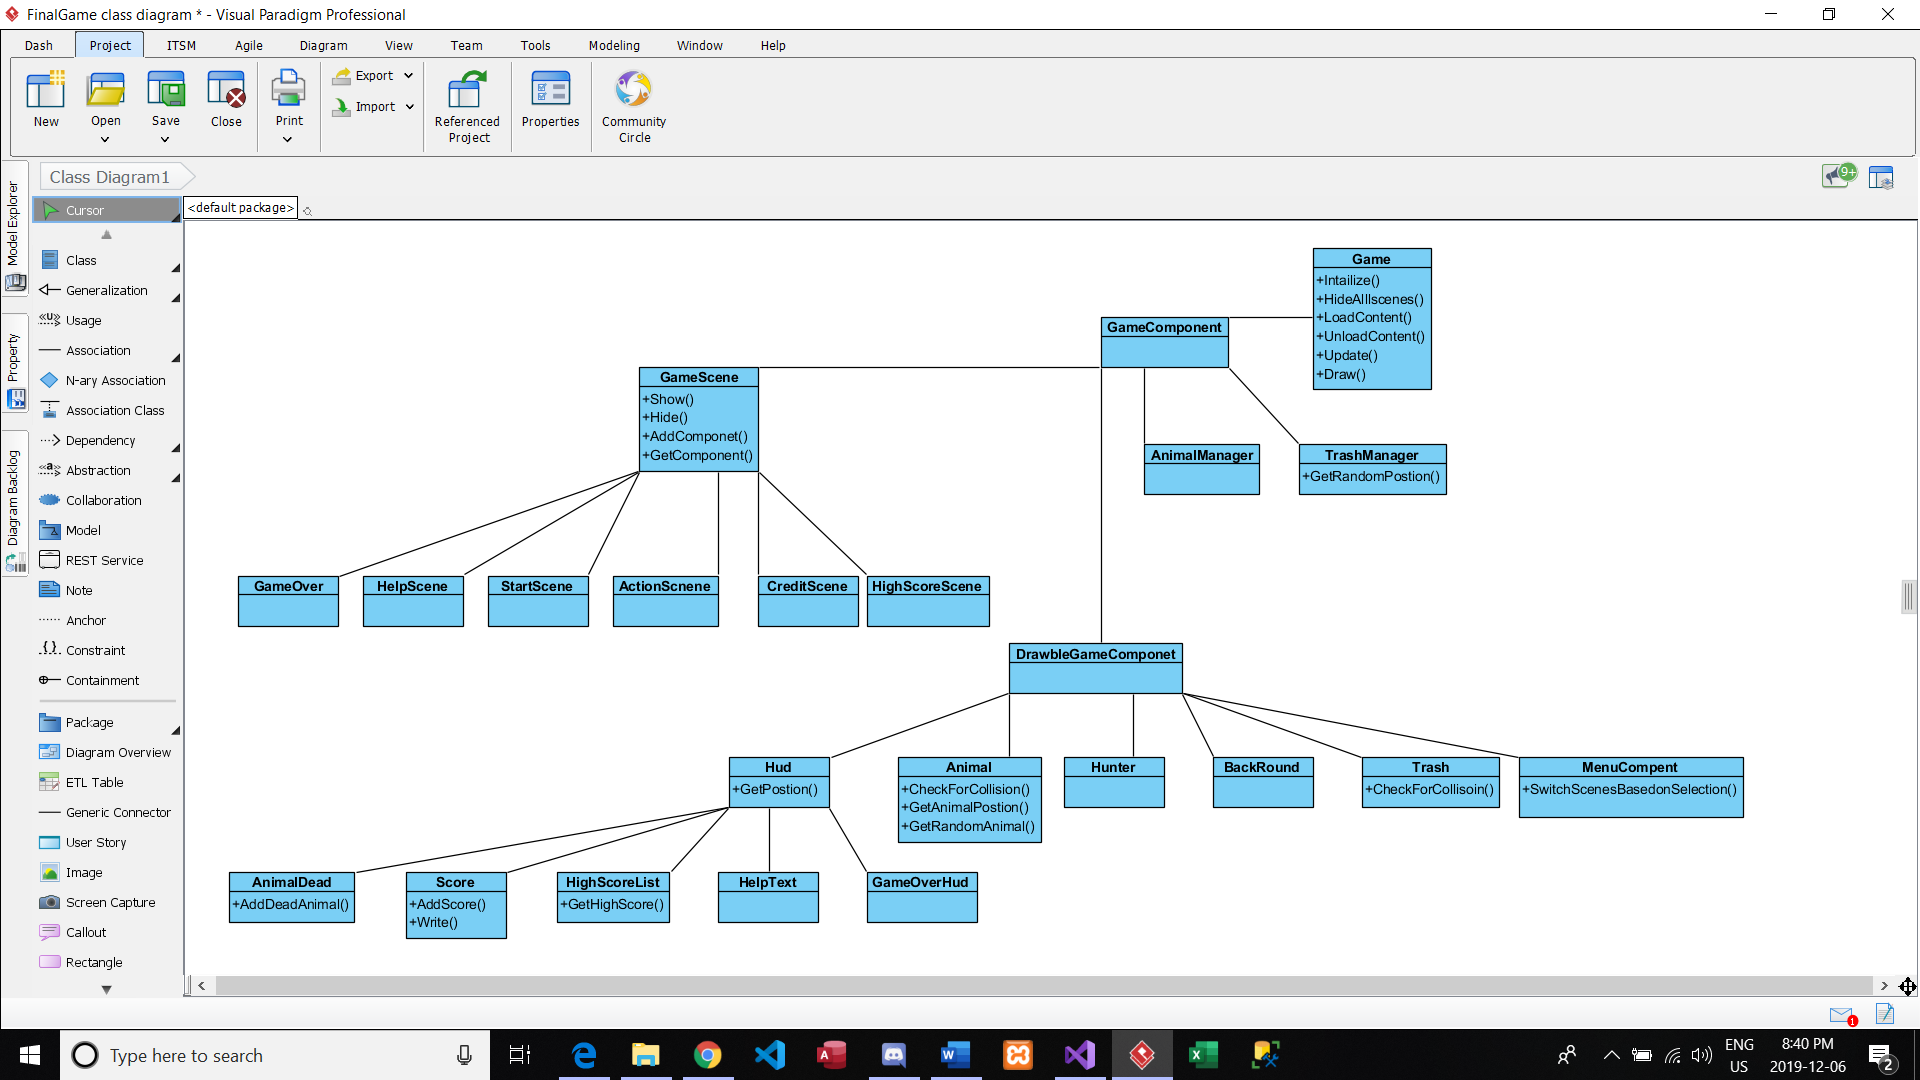 FinalGame class diagram * - Visual Paradigm Professional
Dash Project ITSM Agile Diagram View Team Tools Modeling Window Help
New
Open
Save
Close
Print
Export
Import
Referenced Project
Properties
Community Circle
Class Diagram1
9+
Model Explorer
Property
Diagram Backlog
Cursor
<default package>
Class
Generalization
Usage
Association
N-ary Association
Association Class
Dependency
Abstraction
Collaboration
Model
REST Service
Note
Anchor
Constraint
Containment
Package
Diagram Overview
ETL Table
Generic Connector
User Story
Image
Screen Capture
Callout
Rectangle
Game
+Intailize()
+HideAlllscenes()
+LoadContent()
+UnloadContent()
+Update()
+Draw()
GameComponent
GameScene
+Show()
+Hide()
+AddComponet()
+GetComponent()
AnimalManager
TrashManager
+GetRandomPostion()
GameOver
HelpScene
StartScene
ActionScnene
CreditScene
HighScoreScene
DrawbleGameComponet
Hud
+GetPostion()
Animal
+CheckForCollision()
+GetAnimalPostion()
+GetRandomAnimal()
Hunter
BackRound
Trash
+CheckForCollisoin()
MenuCompent
+SwitchScenesBasedonSelection()
AnimalDead
+AddDeadAnimal()
Score
+AddScore()
+Write()
HighScoreList
+GetHighScore()
HelpText
GameOverHud
1
Type here to search
ENG
US
8:40 PM
2019-12-06
2